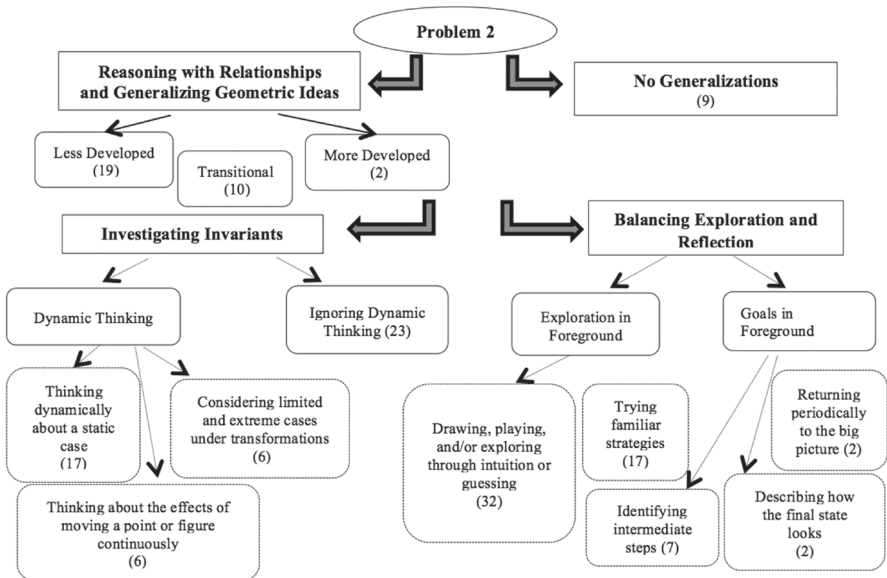 Problem 2
Reasoning with Relationships
and Generalizing Geometric Ideas
No Generalizations
(9)
Less Developed
(19)
Transitional
(10)
More Developed
(2)
Investigating Invariants
Balancing Exploration and
Reflection
Dynamic Thinking
Ignoring Dynamic
Thinking (23)
Exploration in
Foreground
Goals in
Foreground
Thinking
dynamically
about a static
case
(17)
Considering limited
and extreme cases
under transformations
(6)
Thinking about the effects of
moving a point or figure
continuously
(6)
Drawing, playing,
and/or exploring
through intuition or
guessing
(32)
Trying
familiar
strategies
(17)
Returning
periodically
to the big
picture (2)
Identifying
intermediate
steps (7)
Describing how
the final state
looks
(2)